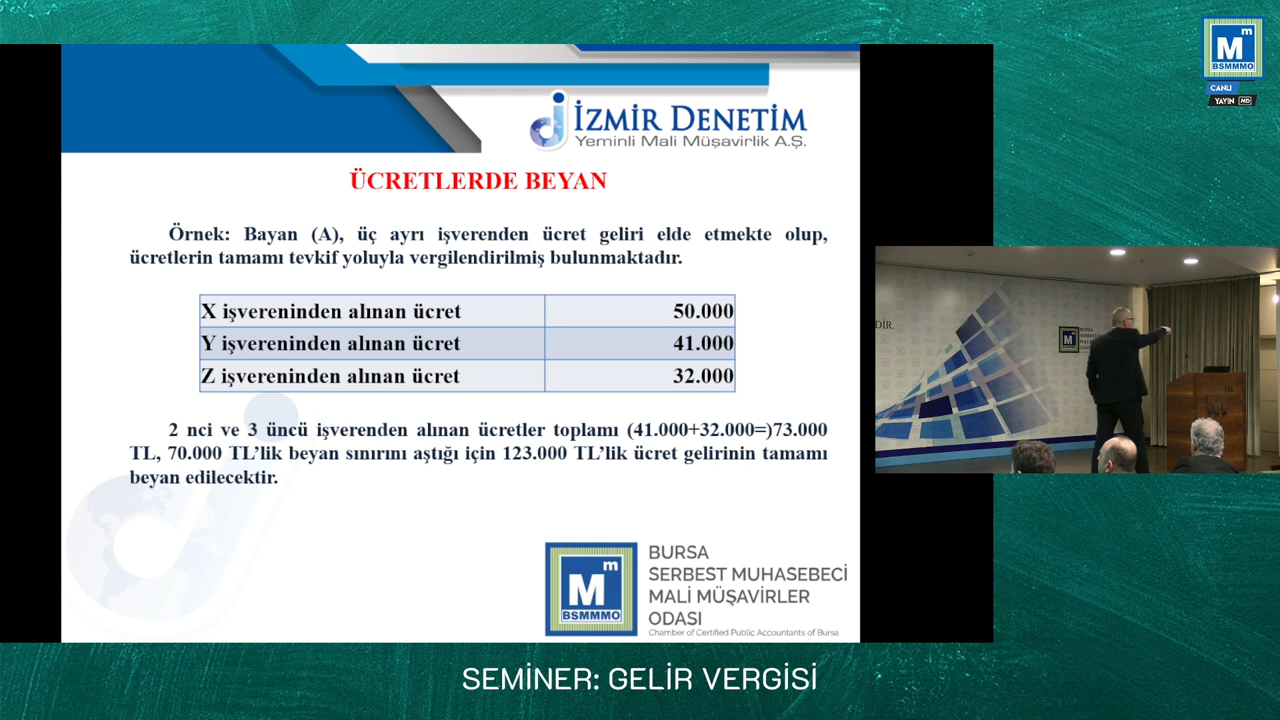 M m
BSMMMO
CANLI
YAYIN HD
İZMİR DENETİM
Yeminli Mali Müşavirlik A.Ş.
ÜCRETLERDE BEYAN
Örnek: Bayan (A), üç ayrı işverenden ücret geliri elde etmekte olup,
ücretlerin tamamı tevkif yoluyla vergilendirilmiş bulunmaktadır.
X işvereninden alınan ücret 50.000
Y işvereninden alınan ücret 41.000
Z işvereninden alınan ücret 32.000
2 nci ve 3 üncü işverenden alınan ücretler toplamı (41.000+32.000=)73.000
TL, 70.000 TL’lik beyan sınırını aştığı için 123.000 TL’lik ücret gelirinin tamamı
beyan edilecektir.
DİR.
M
BURSA
M m
BSMMMO
BURSA
SERBEST MUHASEBECİ
MALİ MÜŞAVİRLER
ODASI
Chamber of Certified Public Accountants of Bursa
SEMİNER: GELİR VERGİSİ